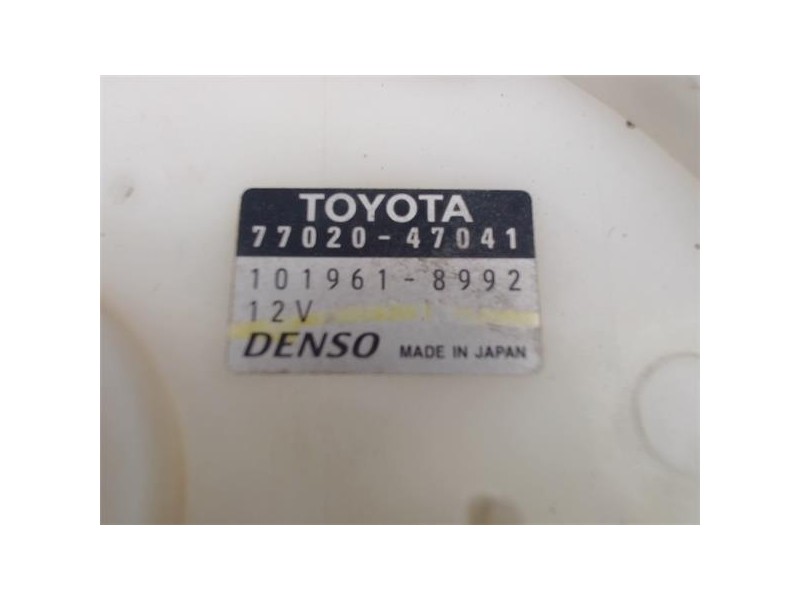 TOYOTA
77020-47041
101961-8992
12V
DENSO MADE IN JAPAN